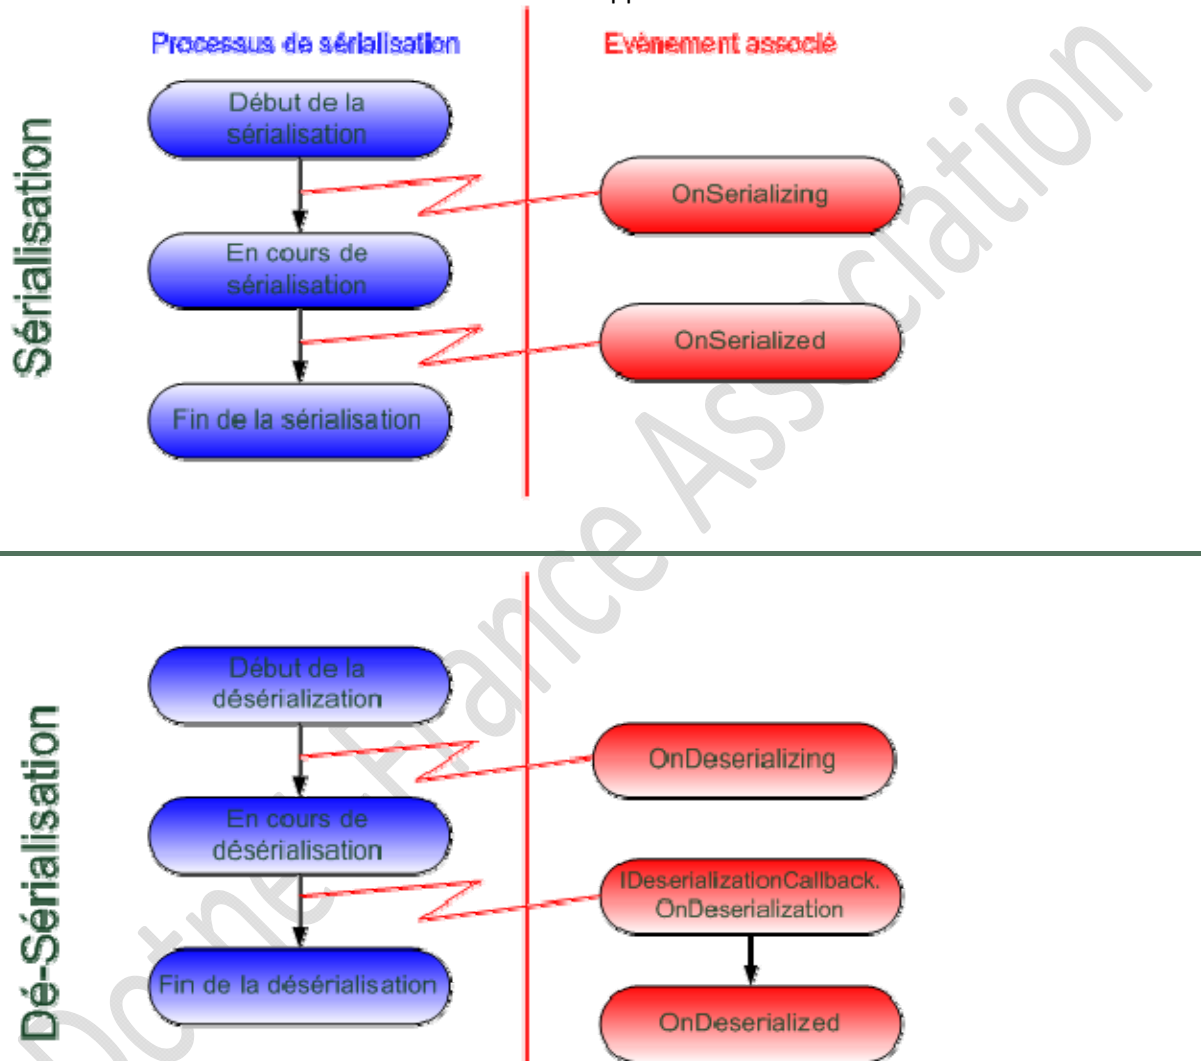 Processus de sérialisation
Evènement associé
Sérialisation
Début de la
sérialisation
OnSerializing
En cours de
sérialisation
OnSerialized
Fin de la sérialisation
Dé-Sérialisation
Début de la
désérialization
OnDeserializing
En cours de
désérialisation
IDeserializationCallback.
OnDeserialization
Fin de la désérialisation
OnDeserialized
France Association